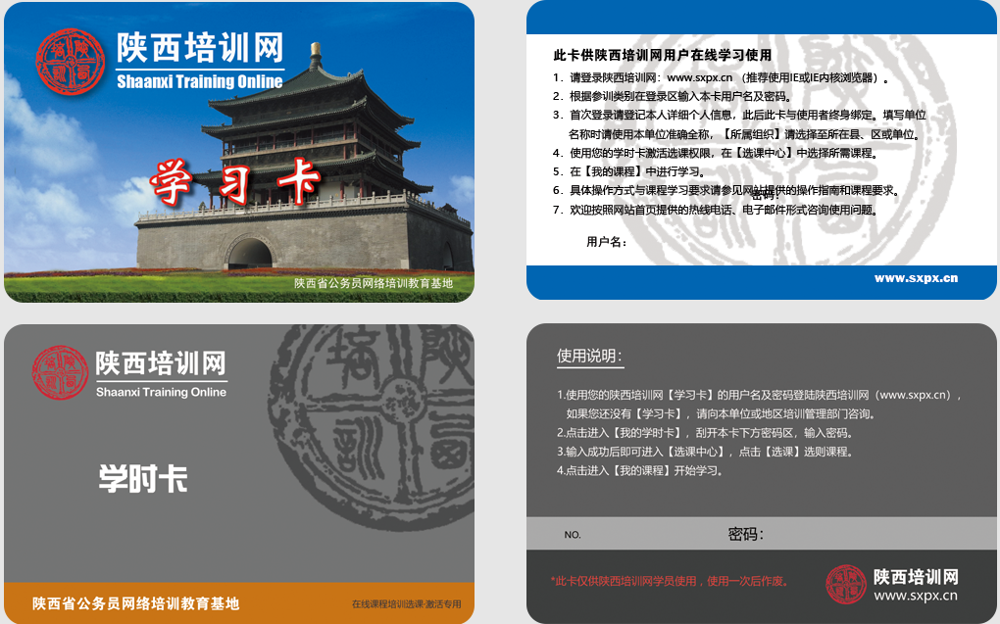 陕西培训网
Shaanxi Training Online
学习卡
陕西省公务员网络培训教育基地
此卡供陕西培训网用户在线学习使用
1. 请登录陕西培训网：www.sxpx.cn （推荐使用IE或IE内核浏览器）。
2. 根据参训类别在登录区输入本卡用户名及密码。
3. 首次登录请登记本人详细个人信息，此后此卡与使用者终身绑定。填写单位
名称时请使用本单位准确全称，【所属组织】请选择至所在县、区或单位。
4. 使用您的学时卡激活选课权限，在【选课中心】中选择所需课程。
5. 在【我的课程】中进行学习。
6. 具体操作方式与课程学习要求请参见网站提供的操作指南和课程要求。
密码：
7. 欢迎按照网站首页提供的热线电话、电子邮件形式咨询使用问题。
用户名：
www.sxpx.cn
陕西培训网
Shaanxi Training Online
学时卡
陕西省公务员网络培训教育基地
在线课程培训选课·激活专用
使用说明：
1.使用您的陕西培训网【学习卡】的用户名及密码登陆陕西培训网（www.sxpx.cn），
如果您还没有【学习卡】，请向本单位或地区培训管理部门咨询。
2.点击进入【我的学时卡】，刮开本卡下方密码区，输入密码。
3.输入成功后即可进入【选课中心】，点击【选课】选则课程。
4.点击进入【我的课程】开始学习。
NO.
密码：
*此卡仅供陕西培训网学员使用，使用一次后作废。
陕西培训网
www.sxpx.cn